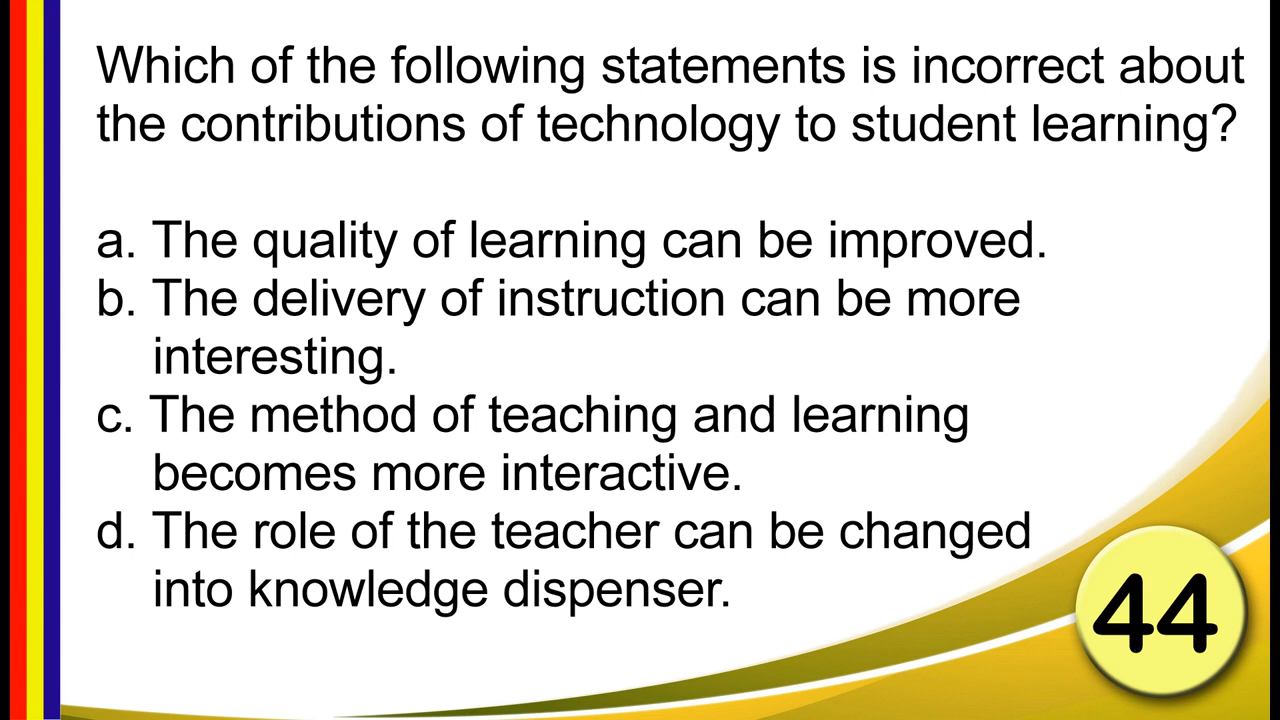 Which of the following statements is incorrect about
the contributions of technology to student learning?
a. The quality of learning can be improved.
b. The delivery of instruction can be more
interesting.
c. The method of teaching and learning
becomes more interactive.
d. The role of the teacher can be changed
into knowledge dispenser.
44